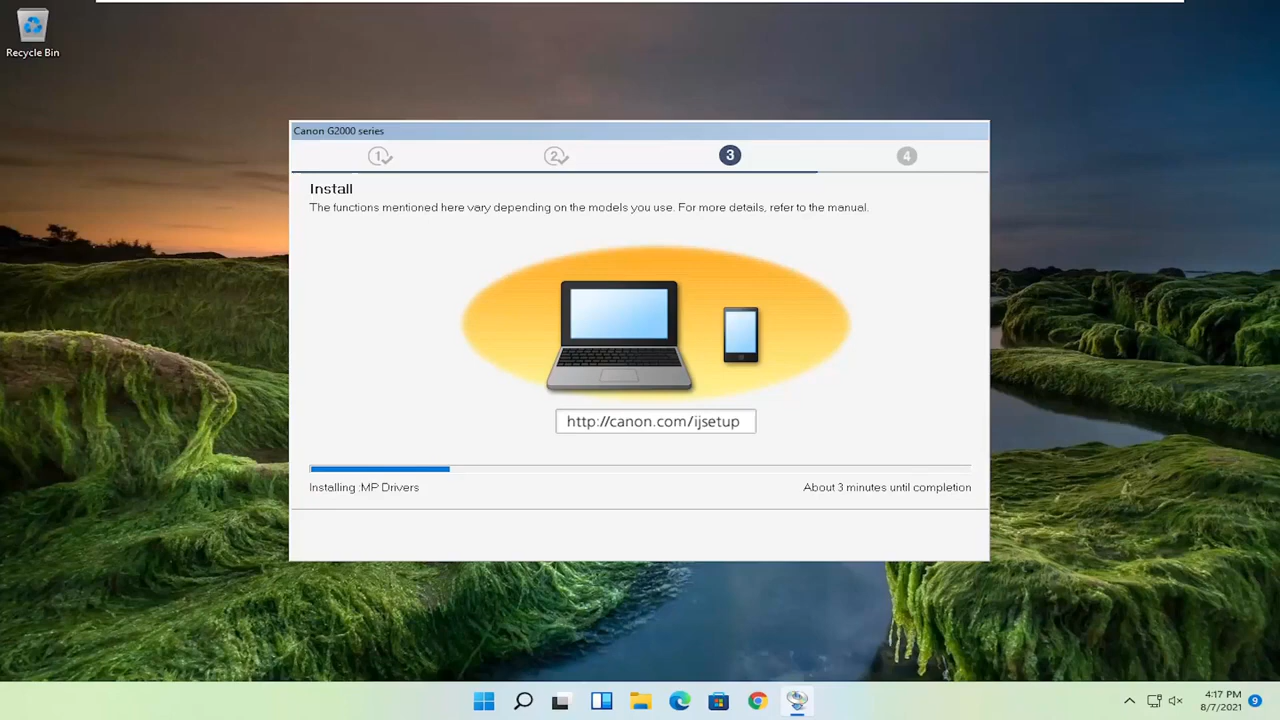 Recycle Bin
Canon G2000 series
1
2
3
4
Install
The functions mentioned here vary depending on the models you use. For more details, refer to the manual.
http://canon.com/ijsetup
Installing :MP Drivers
About 3 minutes until completion
4:17 PM
8/7/2021
9